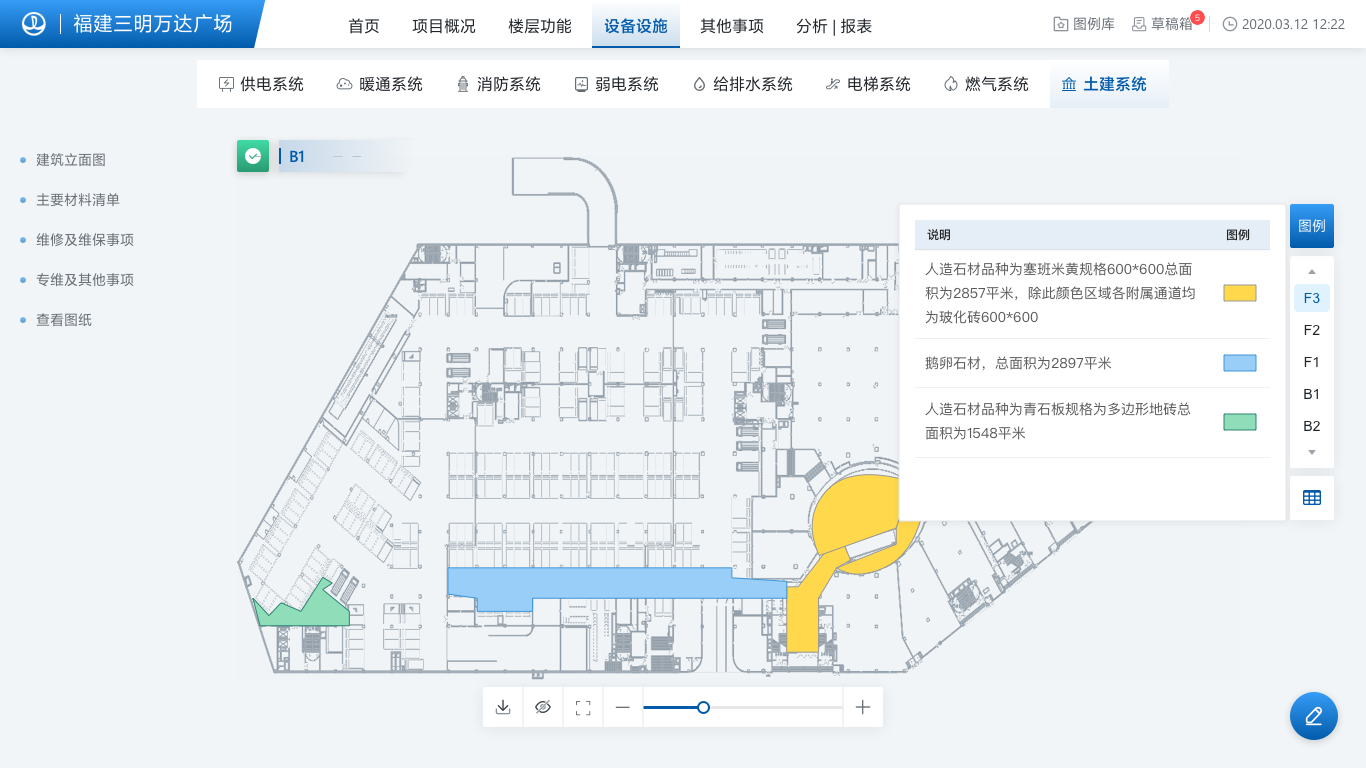 福建三明万达广场
首页 项目概况 楼层功能 设备设施 其他事项 分析 | 报表
图例库 草稿箱 5 2020.03.12 12:22
供电系统 暖通系统 消防系统 弱电系统 给排水系统 电梯系统 燃气系统 土建系统
建筑立面图
主要材料清单
维修及维保事项
专维及其他事项
查看图纸
B1
说明 图例
人造石材品种为塞班米黄规格600*600总面
积为2857平米，除此颜色区域各附属通道均
为玻化砖600*600
鹅卵石材，总面积为2897平米
人造石材品种为青石板规格为多边形地砖总
面积为1548平米
图例
F3
F2
F1
B1
B2